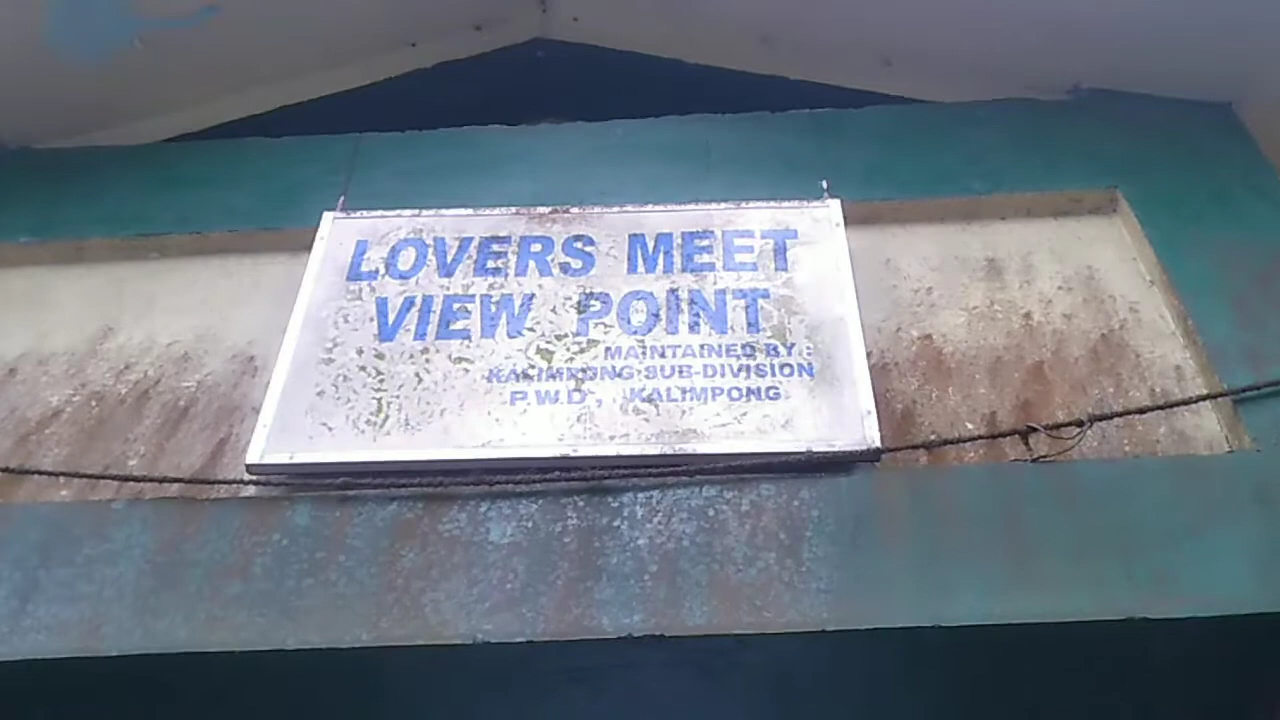 LOVERS MEET
VIEW POINT
MAINTAINED BY :
KALIMPONG SUB-DIVISION
P.W.D , KALIMPONG